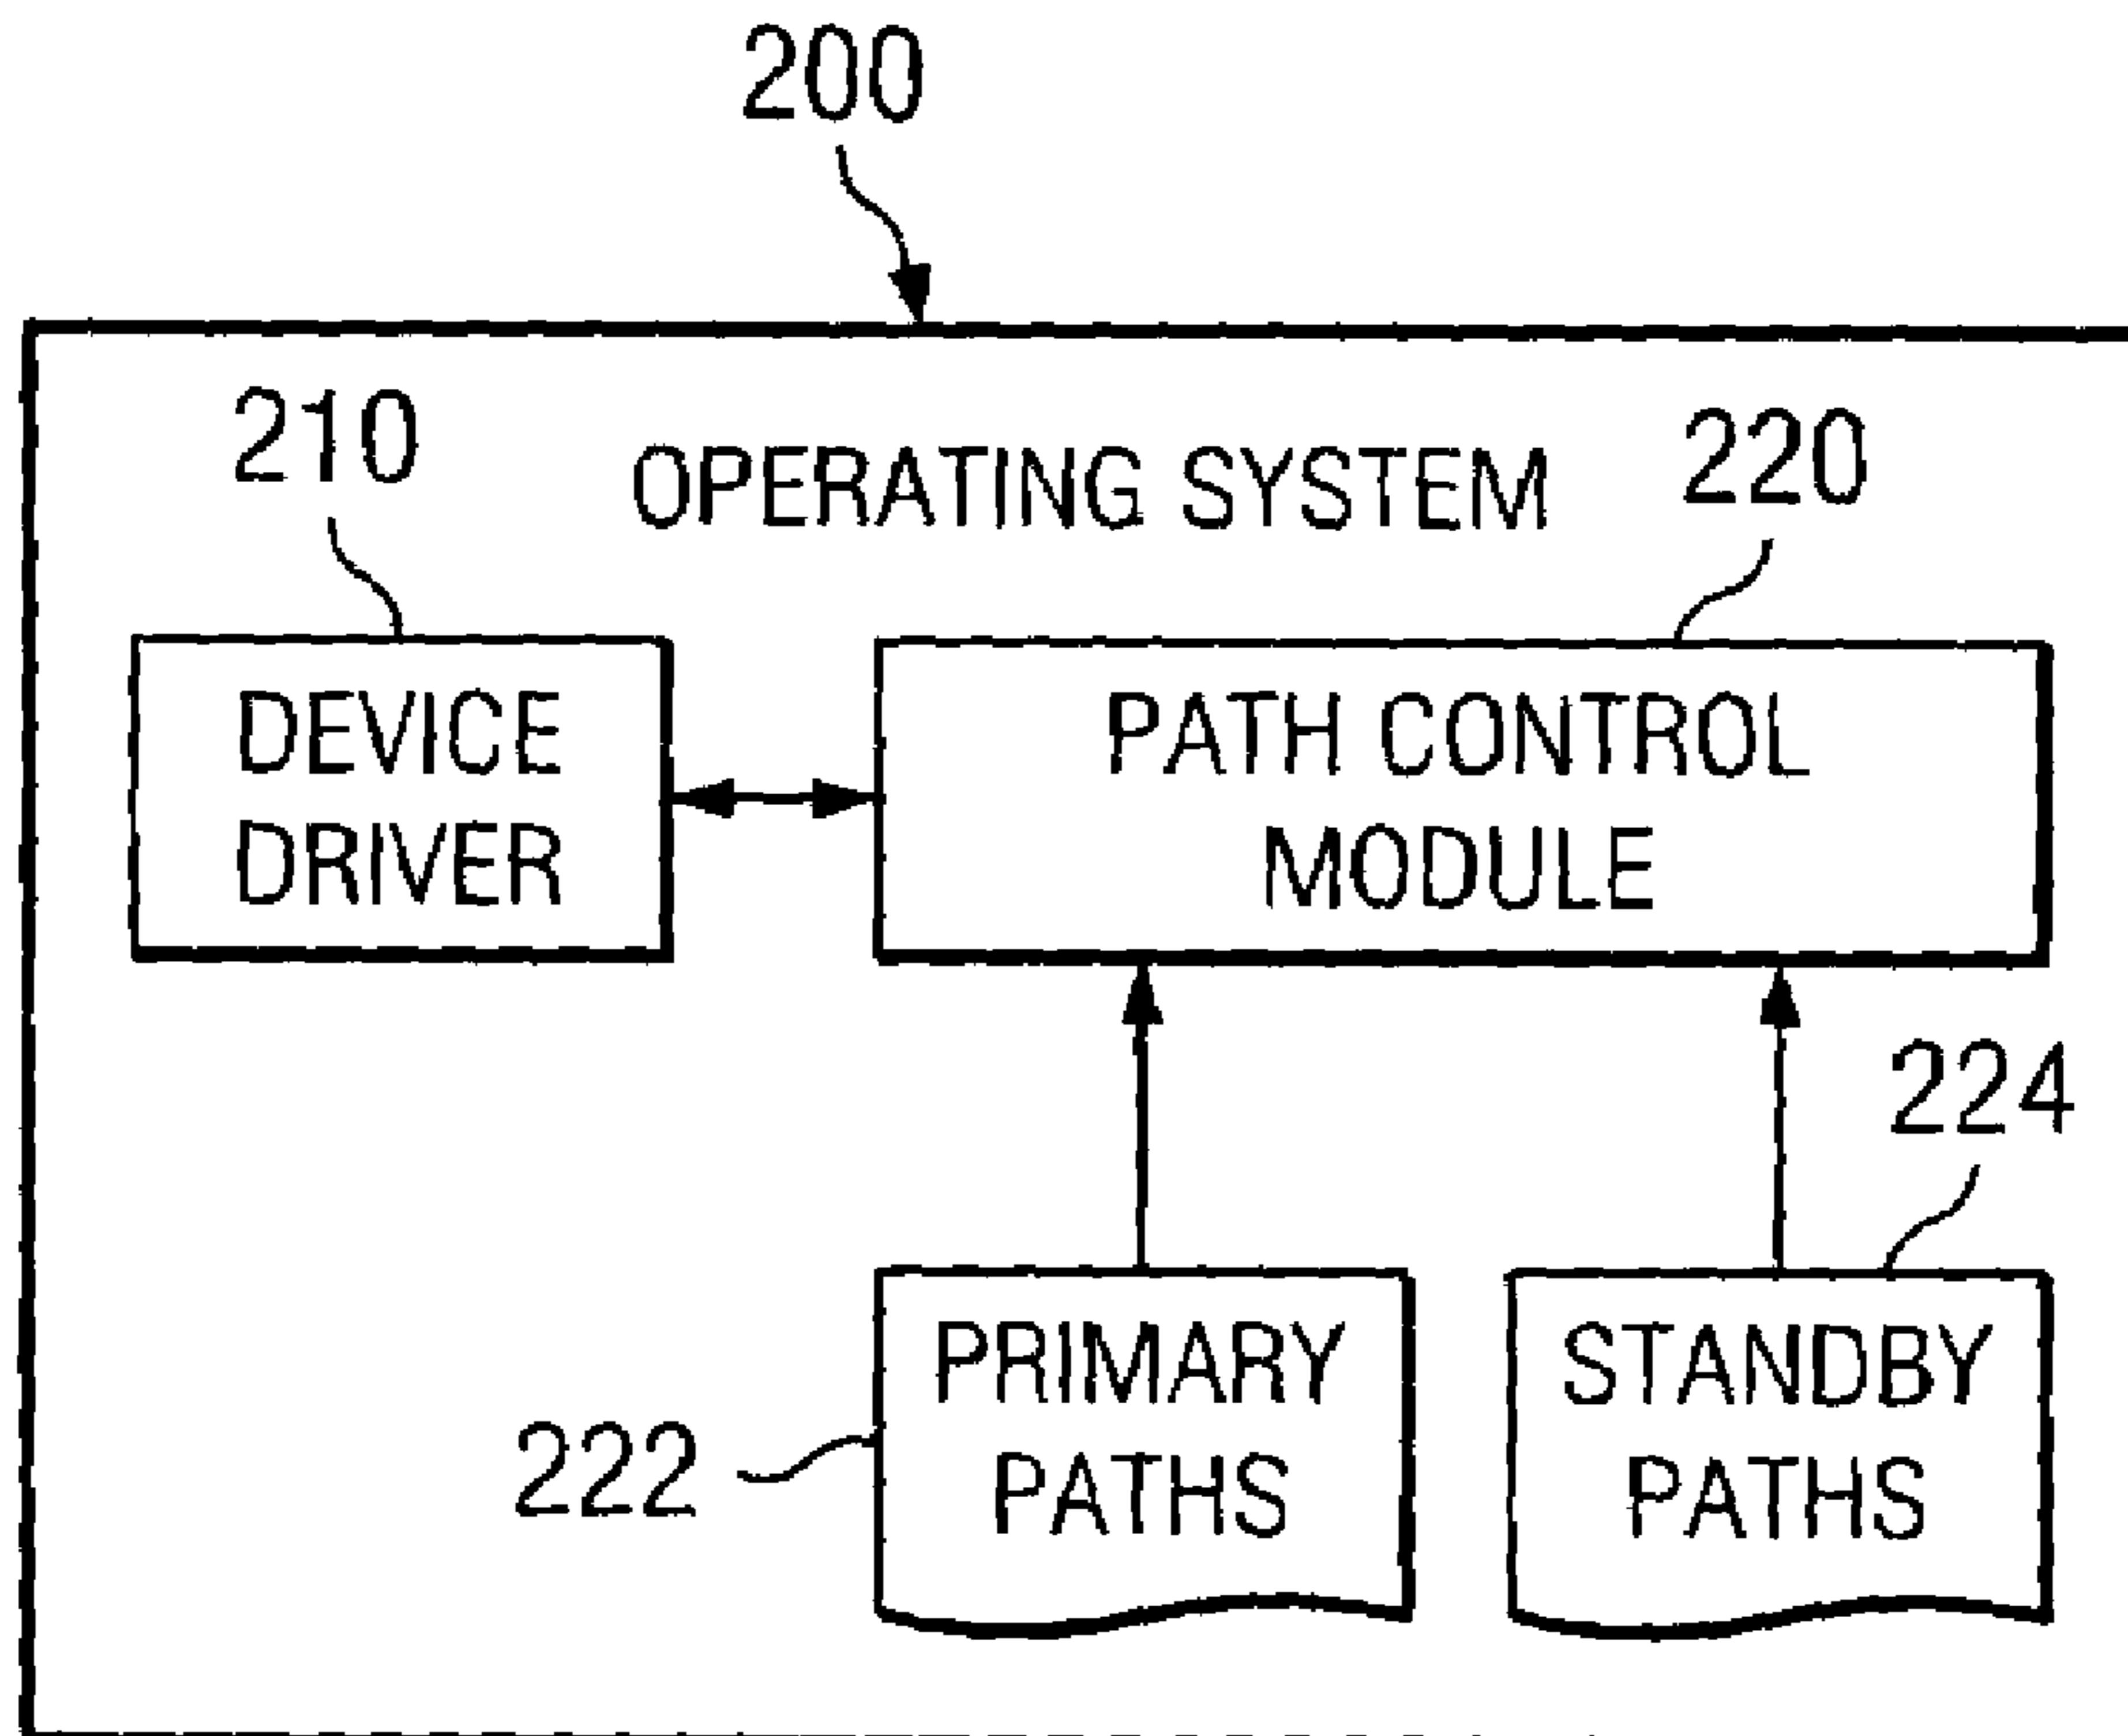 200
210
OPERATING SYSTEM
220
DEVICE
DRIVER
PATH CONTROL
MODULE
224
PRIMARY
PATHS
STANDBY
PATHS
222